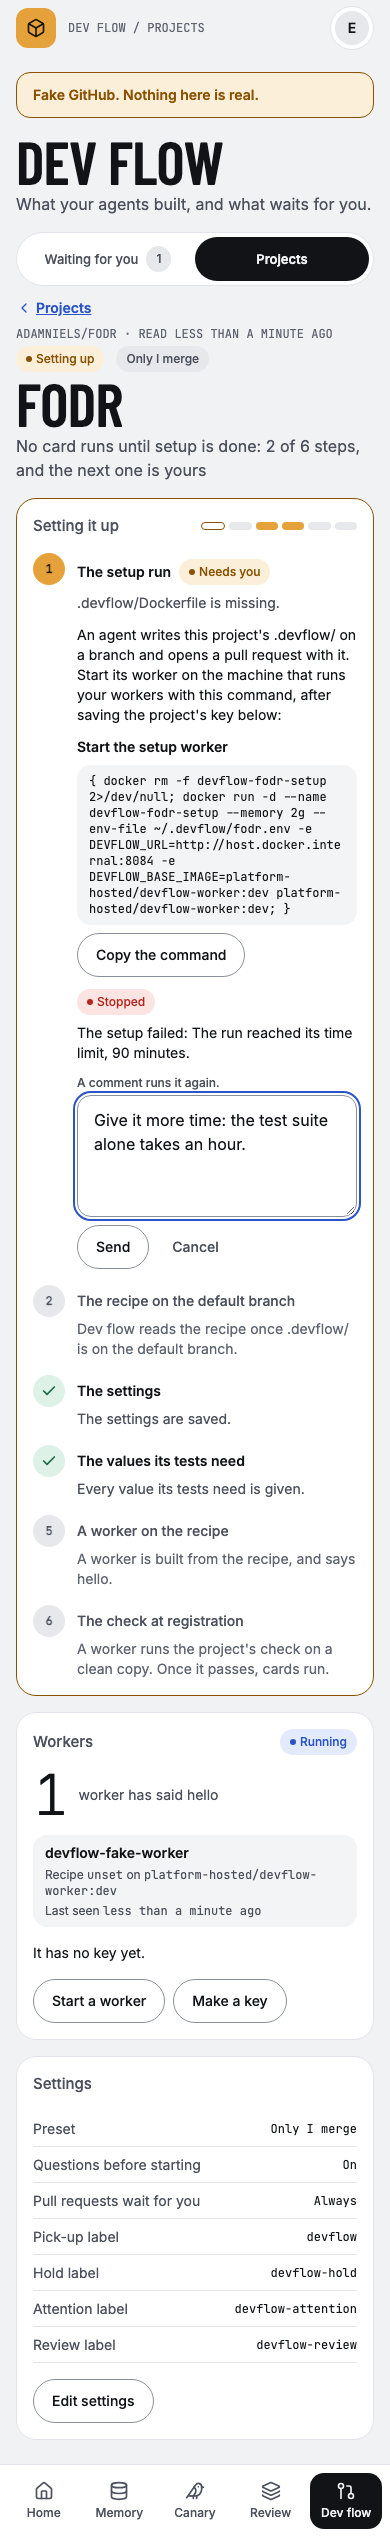 DEV FLOW / PROJECTS
E
Fake GitHub. Nothing here is real.
DEV FLOW
What your agents built, and what waits for you.
Waiting for you 1
Projects
Projects
ADAMNIELS/FODR · READ LESS THAN A MINUTE AGO
Setting up
Only I merge
FODR
No card runs until setup is done: 2 of 6 steps,
and the next one is yours
Setting it up
1
The setup run
Needs you
.devflow/Dockerfile is missing.
An agent writes this project's .devflow/ on
a branch and opens a pull request with it.
Start its worker on the machine that runs
your workers with this command, after
saving the project's key below:
Start the setup worker
{ docker rm -f devflow-fodr-setup
2>/dev/null; docker run -d --name
devflow-fodr-setup --memory 2g --
env-file ~/.devflow/fodr.env -e
DEVFLOW_URL=http://host.docker.inte
rnal:8084 -e
DEVFLOW_BASE_IMAGE=platform-
hosted/devflow-worker:dev platform-
hosted/devflow-worker:dev; }
Copy the command
Stopped
The setup failed: The run reached its time
limit, 90 minutes.
A comment runs it again.
Give it more time: the test suite
alone takes an hour.
Send
Cancel
2
The recipe on the default branch
Dev flow reads the recipe once .devflow/
is on the default branch.
The settings
The settings are saved.
The values its tests need
Every value its tests need is given.
5
A worker on the recipe
A worker is built from the recipe, and says
hello.
6
The check at registration
A worker runs the project's check on a
clean copy. Once it passes, cards run.
Workers
Running
1 worker has said hello
devflow-fake-worker
Recipe unset on platform-hosted/devflow-
worker:dev
Last seen less than a minute ago
It has no key yet.
Start a worker
Make a key
Settings
Preset Only I merge
Questions before starting On
Pull requests wait for you Always
Pick-up label devflow
Hold label devflow-hold
Attention label devflow-attention
Review label devflow-review
Edit settings
Home
Memory
Canary
Review
Dev flow